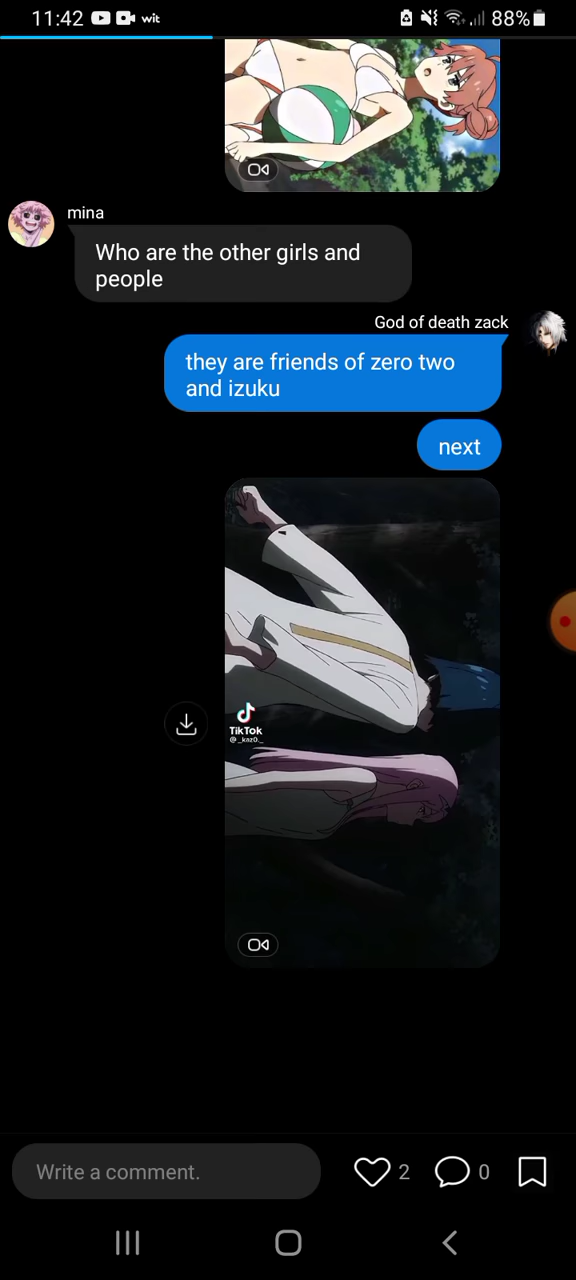 11:42
wit
88%
mina
Who are the other girls and
people
God of death zack
they are friends of zero two
and izuku
next
TikTok
@_kaz0._
Write a comment.
2
0